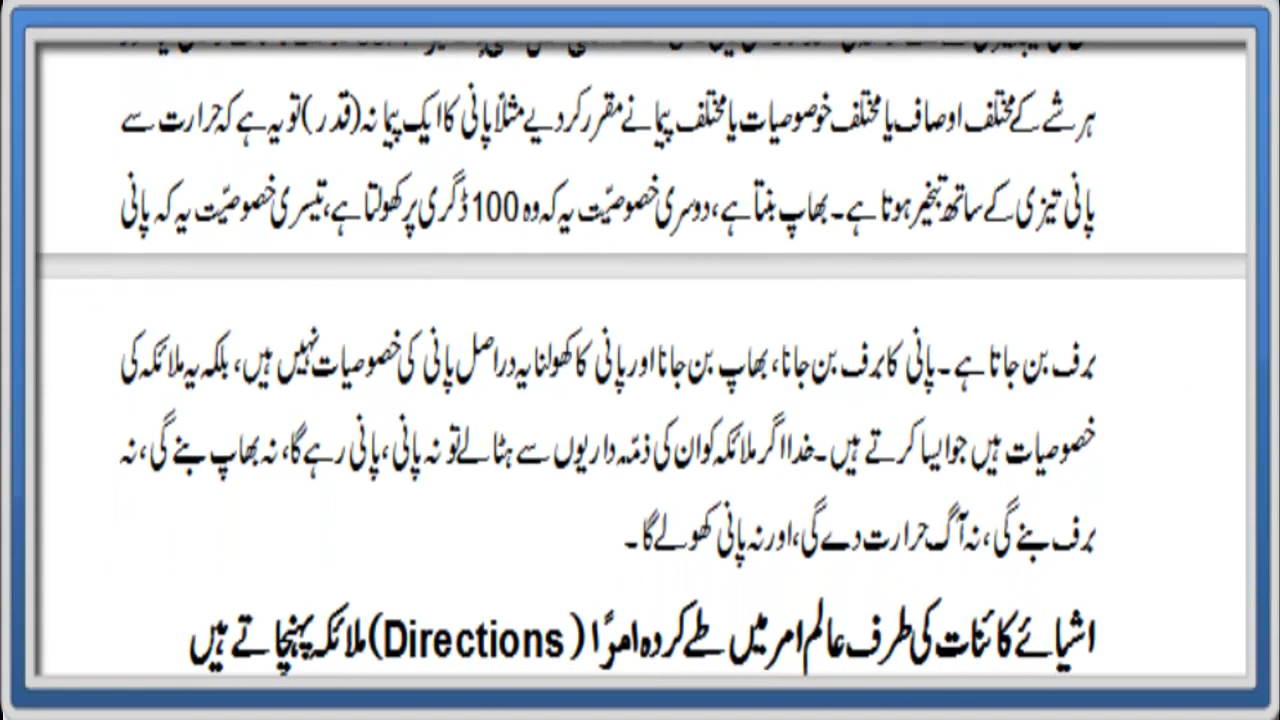 ہر شے کے مختلف اوصاف یا مختلف خوصوصیات یا مختلف پیمانے مقرر کر دیے مثلاً پانی کا ایک پیمانہ (قدر) تو یہ ہے کہ حرارت سے
پانی تیزی کے ساتھ تبخیر ہوتا ہے۔ بھاپ بنتا ہے، دوسری خصوصیّت یہ کہ وہ 100 ڈگری پر کھولتا ہے، تیسری خصوصیّت یہ کہ پانی
برف بن جاتا ہے۔ پانی کا برف بن جانا، بھاپ بن جانا اور پانی کا کھولنا یہ دراصل پانی کی خصوصیات نہیں ہیں، بلکہ یہ ملائکہ کی
خصوصیات ہیں جو ایسا کرتے ہیں۔ خدا اگر ملائکہ کو ان کی ذمّہ داریوں سے ہٹا لے تو نہ پانی، پانی رہے گا، نہ بھاپ بنے گی، نہ
برف بنے گی، نہ آگ حرارت دے گی، اور نہ پانی کھولے گا۔
اشیائے کائنات کی طرف عالم امر میں طے کردہ امرًا (Directions) ملائکہ پہنچاتے ہیں